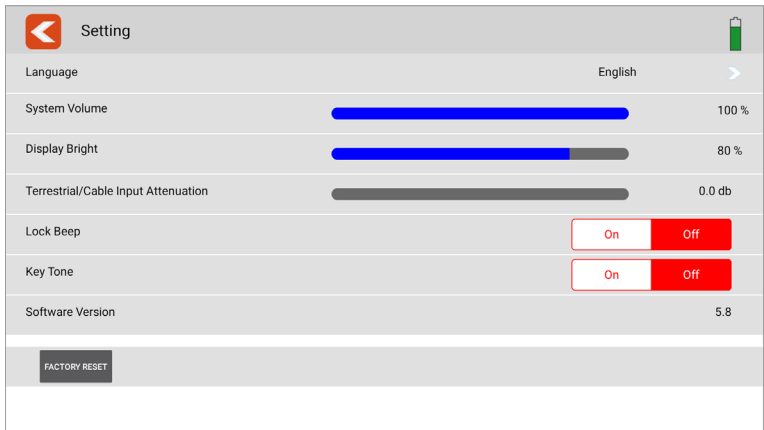 Setting
Language English
System Volume 100 %
Display Bright 80 %
Terrestrial/Cable Input Attenuation 0.0 db
Lock Beep On Off
Key Tone On Off
Software Version 5.8
FACTORY RESET